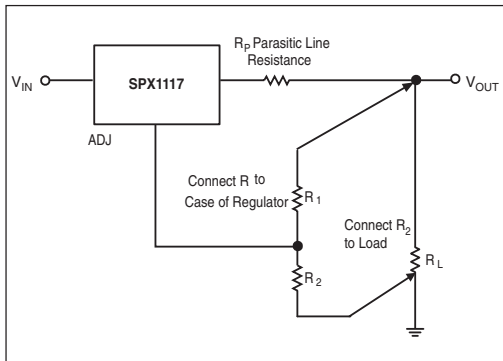 R_P Parasitic Line
Resistance
V_IN
SPX1117
V_OUT
ADJ
Connect R to
Case of Regulator
R_1
Connect R_2
to Load
R_2
R_L